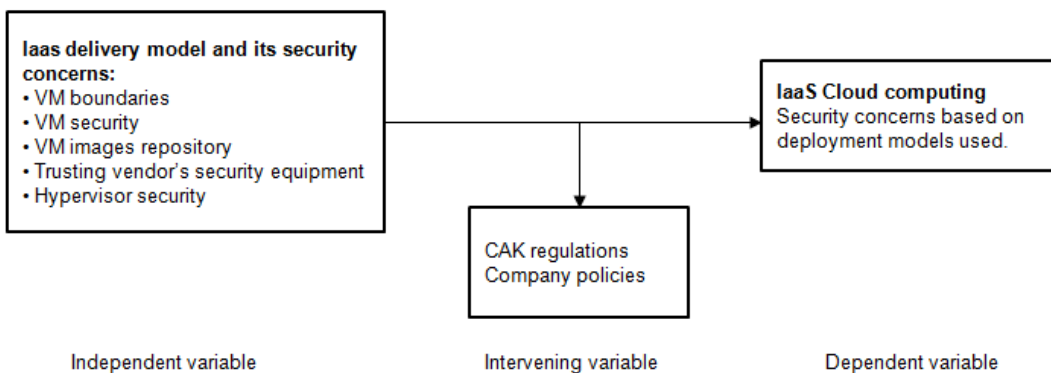 Iaas delivery model and its security
concerns:
• VM boundaries
• VM security
• VM images repository
• Trusting vendor's security equipment
• Hypervisor security
IaaS Cloud computing
Security concerns based on
deployment models used.
CAK regulations
Company policies
Independent variable
Intervening variable
Dependent variable